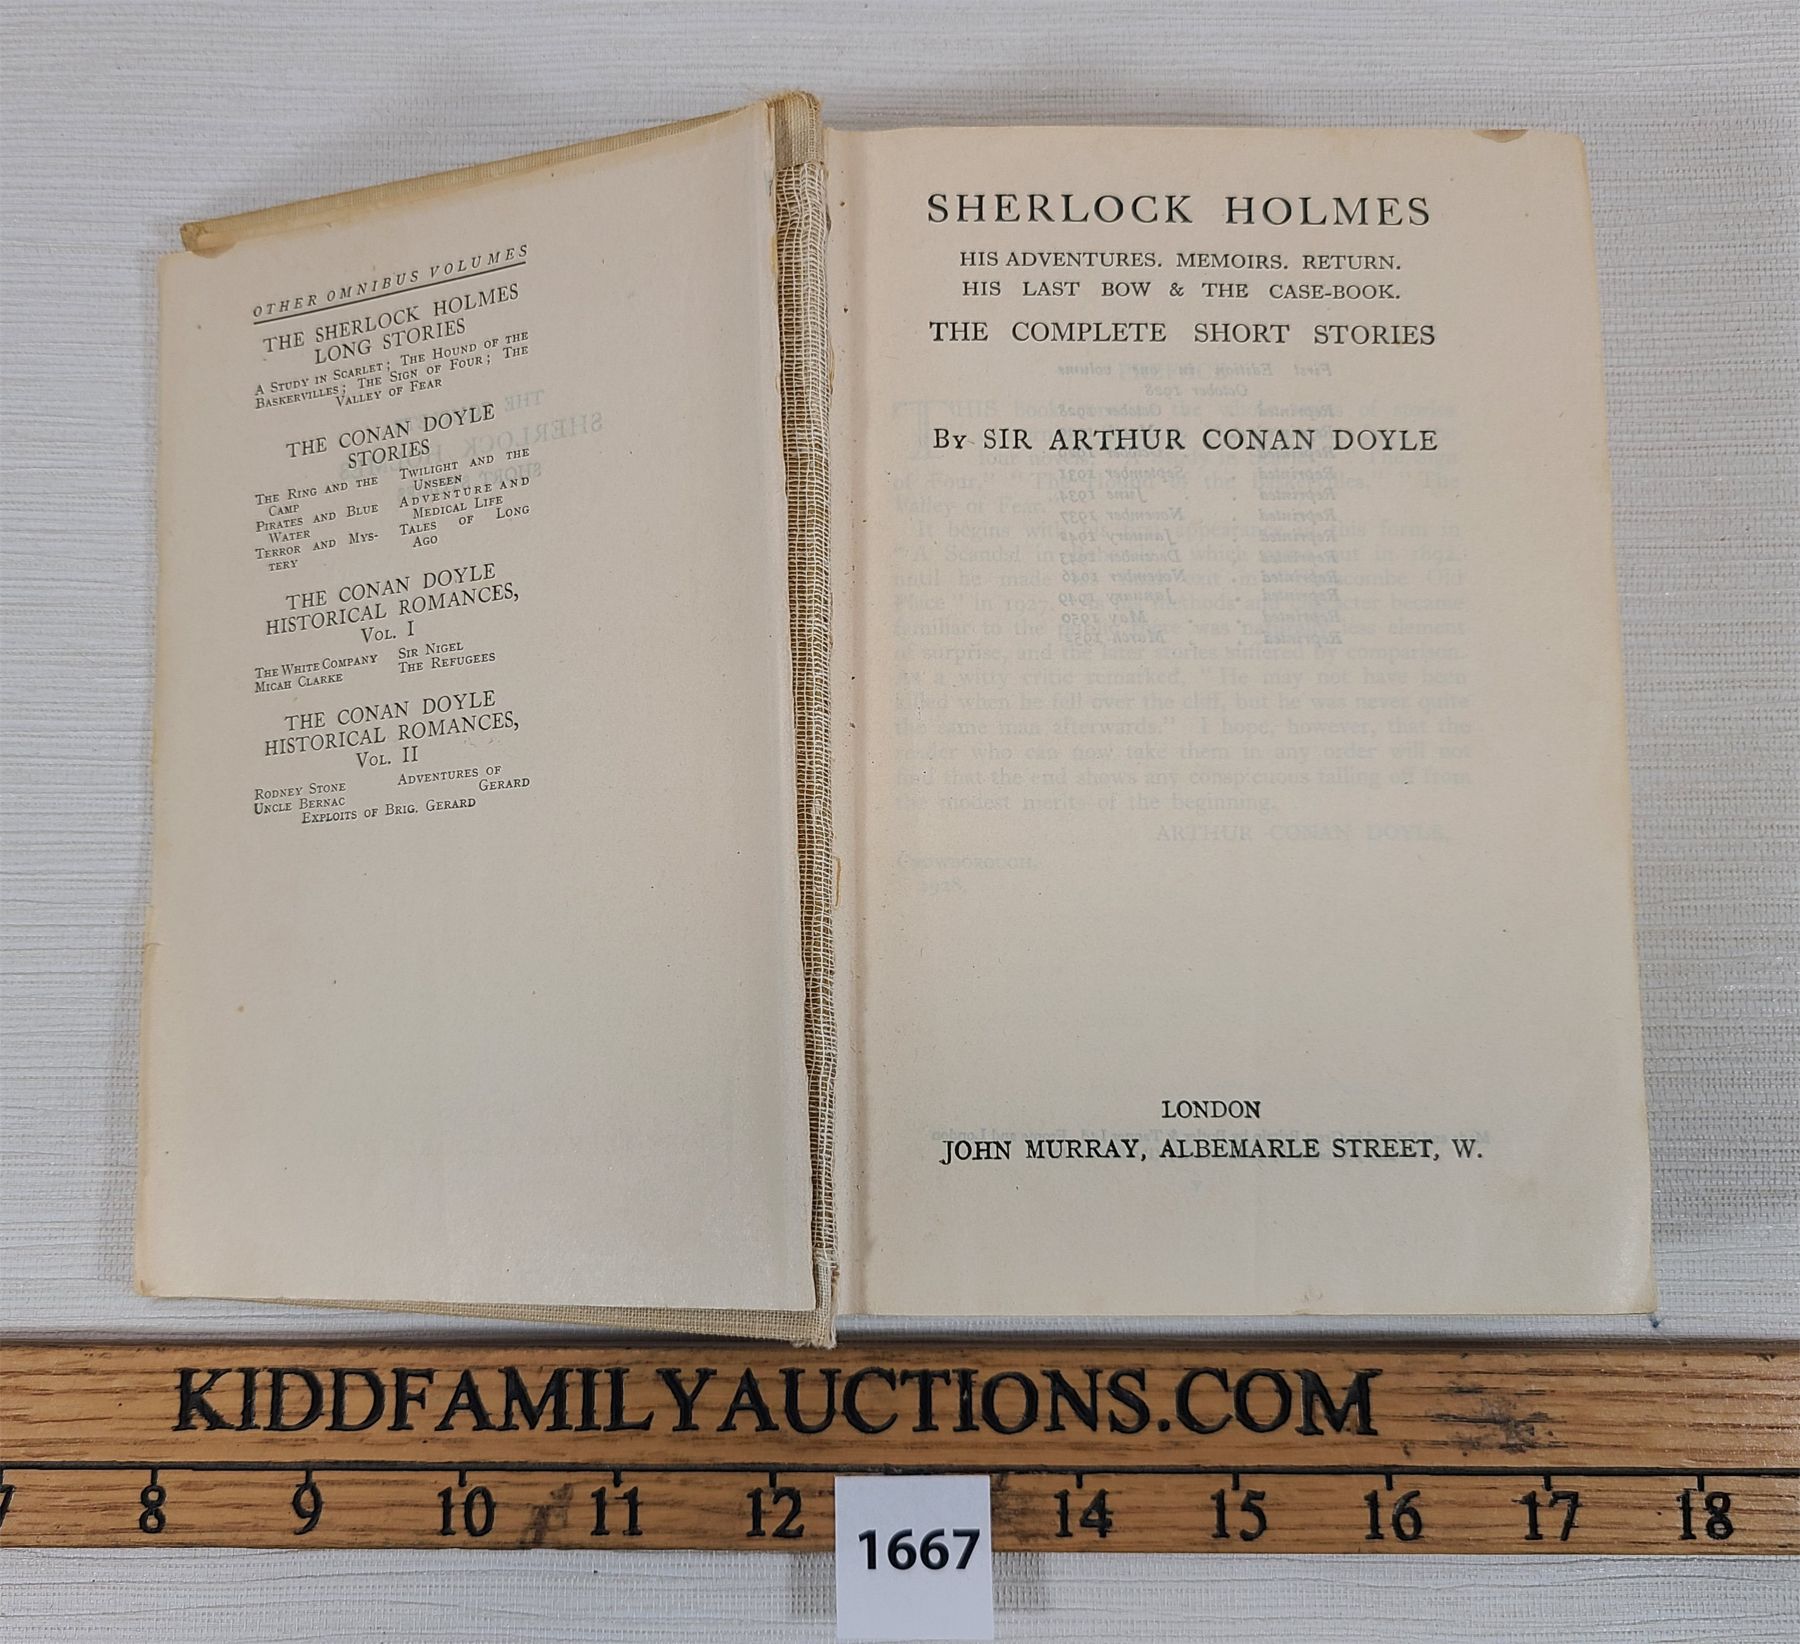 OTHER OMNIBUS VOLUMES
THE SHERLOCK HOLMES
LONG STORIES
A STUDY IN SCARLET; THE HOUND OF THE
BASKERVILLES; THE SIGN OF FOUR; THE
VALLEY OF FEAR
THE CONAN DOYLE
STORIES
THE RING AND THE
CAMP
PIRATES AND BLUE
WATER
TERROR AND MYS-
TERY
TWILIGHT AND THE
UNSEEN
ADVENTURE AND
MEDICAL LIFE
TALES OF LONG
AGO
THE CONAN DOYLE
HISTORICAL ROMANCES,
VOL. I
THE WHITE COMPANY
MICAH CLARKE
SIR NIGEL
THE REFUGEES
THE CONAN DOYLE
HISTORICAL ROMANCES,
VOL. II
RODNEY STONE
UNCLE BERNAC
ADVENTURES OF
GERARD
EXPLOITS OF BRIG. GERARD
SHERLOCK HOLMES
HIS ADVENTURES. MEMOIRS. RETURN.
HIS LAST BOW & THE CASE-BOOK.
THE COMPLETE SHORT STORIES
By SIR ARTHUR CONAN DOYLE
LONDON
JOHN MURRAY, ALBEMARLE STREET, W.
KIDDFAMILYAUCTIONS.COM
7 8 9 10 11 12 14 15 16 17 18
1667